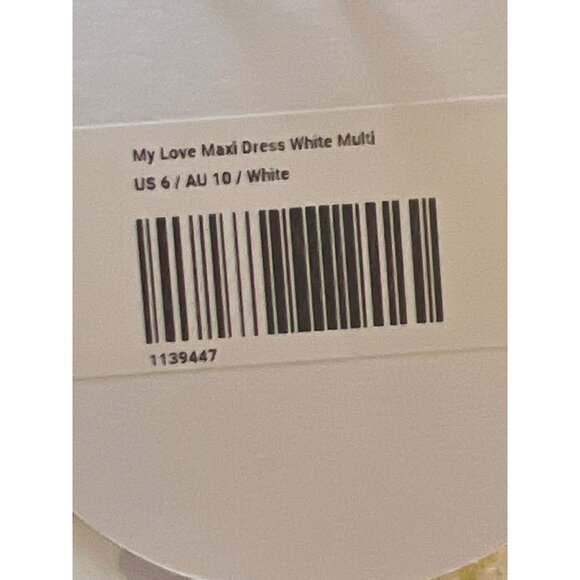 My Love Maxi Dress White Multi
US 6 / AU 10 / White
1139447